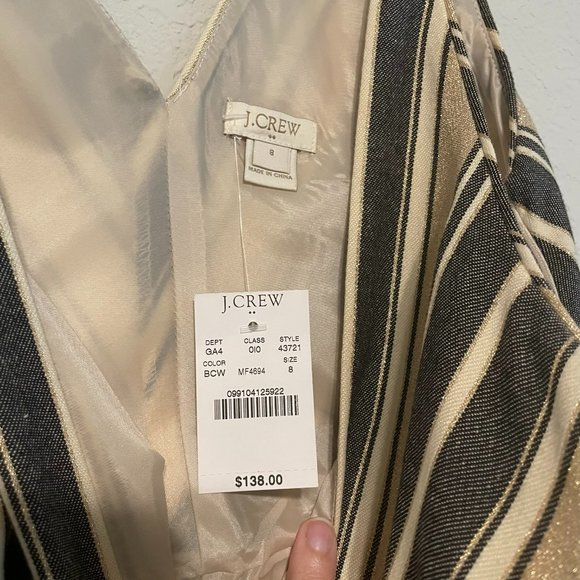 J.CREW
8
MADE IN CHINA
J.CREW
DEPT CLASS STYLE
GA4 0I0 43721
COLOR SIZE
BCW MF4694 8
099104125922
$138.00